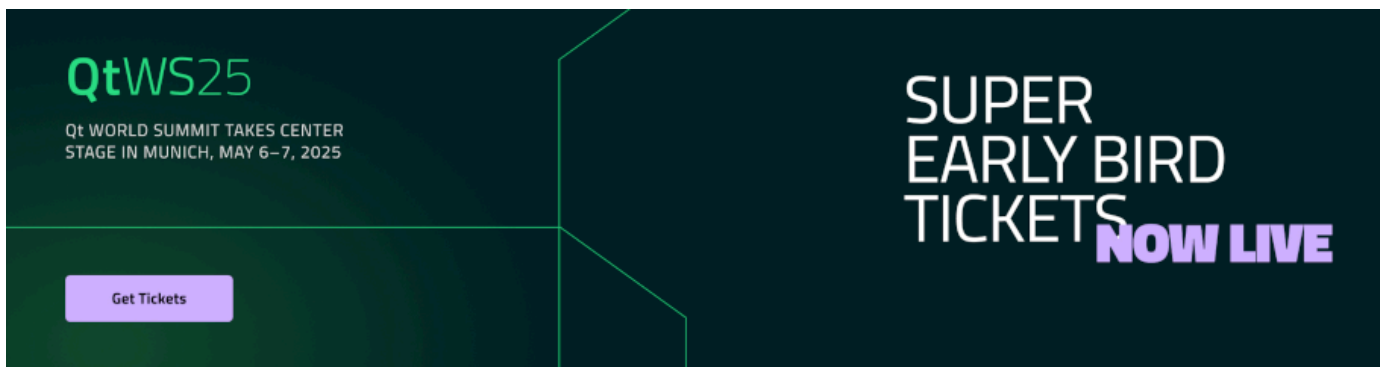 QtWS25
Qt WORLD SUMMIT TAKES CENTER
STAGE IN MUNICH, MAY 6–7, 2025
Get Tickets
SUPER
EARLY BIRD
TICKETS
NOW LIVE